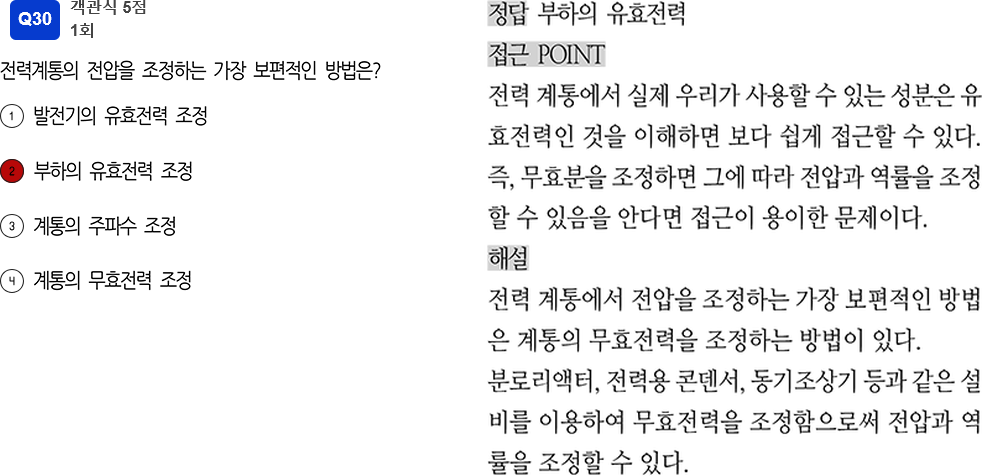 Q30
객관식 5점
1회
전력계통의 전압을 조정하는 가장 보편적인 방법은?
1 발전기의 유효전력 조정
2 부하의 유효전력 조정
3 계통의 주파수 조정
4 계통의 무효전력 조정
정답 부하의 유효전력
접근 POINT
전력 계통에서 실제 우리가 사용할 수 있는 성분은 유
효전력인 것을 이해하면 보다 쉽게 접근할 수 있다.
즉, 무효분을 조정하면 그에 따라 전압과 역률을 조정
할 수 있음을 안다면 접근이 용이한 문제이다.
해설
전력 계통에서 전압을 조정하는 가장 보편적인 방법
은 계통의 무효전력을 조정하는 방법이 있다.
분로리액터, 전력용 콘덴서, 동기조상기 등과 같은 설
비를 이용하여 무효전력을 조정함으로써 전압과 역
률을 조정할 수 있다.